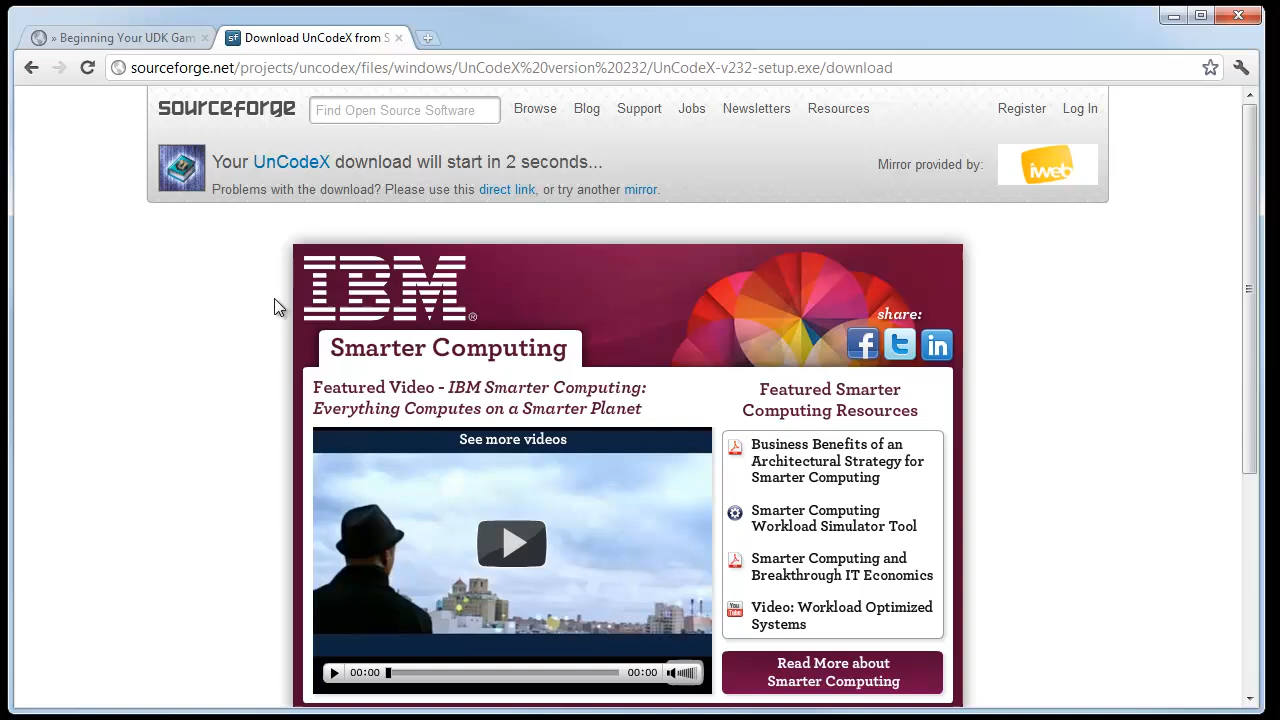 » Beginning Your UDK Gam
Download UnCodeX from S
sourceforge.net/projects/uncodex/files/windows/UnCodeX%20version%20232/UnCodeX-v232-setup.exe/download
sourceforge
Find Open Source Software
Browse
Blog
Support
Jobs
Newsletters
Resources
Register
Log In
Your UnCodeX download will start in 2 seconds...
Problems with the download? Please use this direct link, or try another mirror.
Mirror provided by:
iweb
IBM®
share:
Smarter Computing
Featured Video - IBM Smarter Computing:
Everything Computes on a Smarter Planet
See more videos
00:00
00:00
Featured Smarter
Computing Resources
Business Benefits of an
Architectural Strategy for
Smarter Computing
Smarter Computing
Workload Simulator Tool
Smarter Computing and
Breakthrough IT Economics
Video: Workload Optimized
Systems
Read More about
Smarter Computing